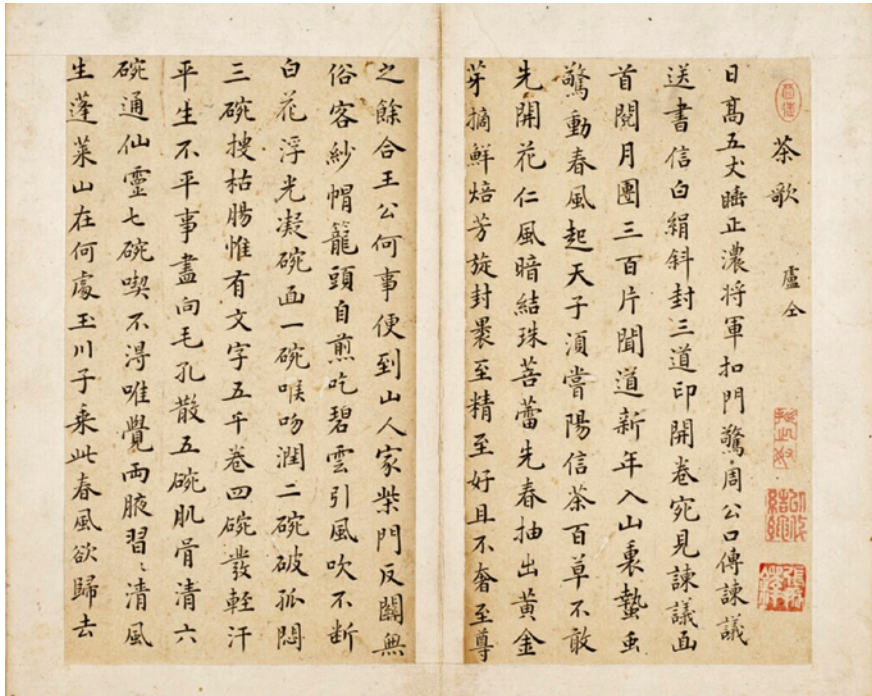 茶歌 盧仝
日髙五丈睡正濃将軍扣門驚周公口傳諫議
送書信白絹斜封三道印開卷宛見諫議面
首閱月團三百片聞道新年入山裏蟄虫
驚動春風起天子須嘗陽信茶百草不敢
先開花仁風暗結珠菩蕾先春抽出黃金
芽摘鮮焙芳旋封裹至精至好且不奢至尊
之餘合王公何事便到山人家柴門反關無
俗客紗帽籠頭自煎吃碧雲引風吹不断
白花浮光凝碗面一碗喉吻潤二碗破孤悶
三碗搜枯腸惟有文字五千卷四碗發輕汗
平生不平事盡向毛孔散五碗肌骨清六
碗通仙靈七碗喫不得唯覺兩腋習〻清風
生蓬萊山在何處玉川子乘此春風欲歸去